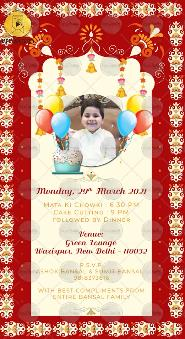 Monday, 29th March 2021
Mata Ki Chowki : 6:30 PM
Cake Cutting : 9 PM
Followed by Dinner
Venue:
Green Lounge
Wazirpur, New Delhi - 110052
R.S.V.P.
Ashok Bansal & Sumit Bansal
With Best Compliments From
Entire Bansal Family